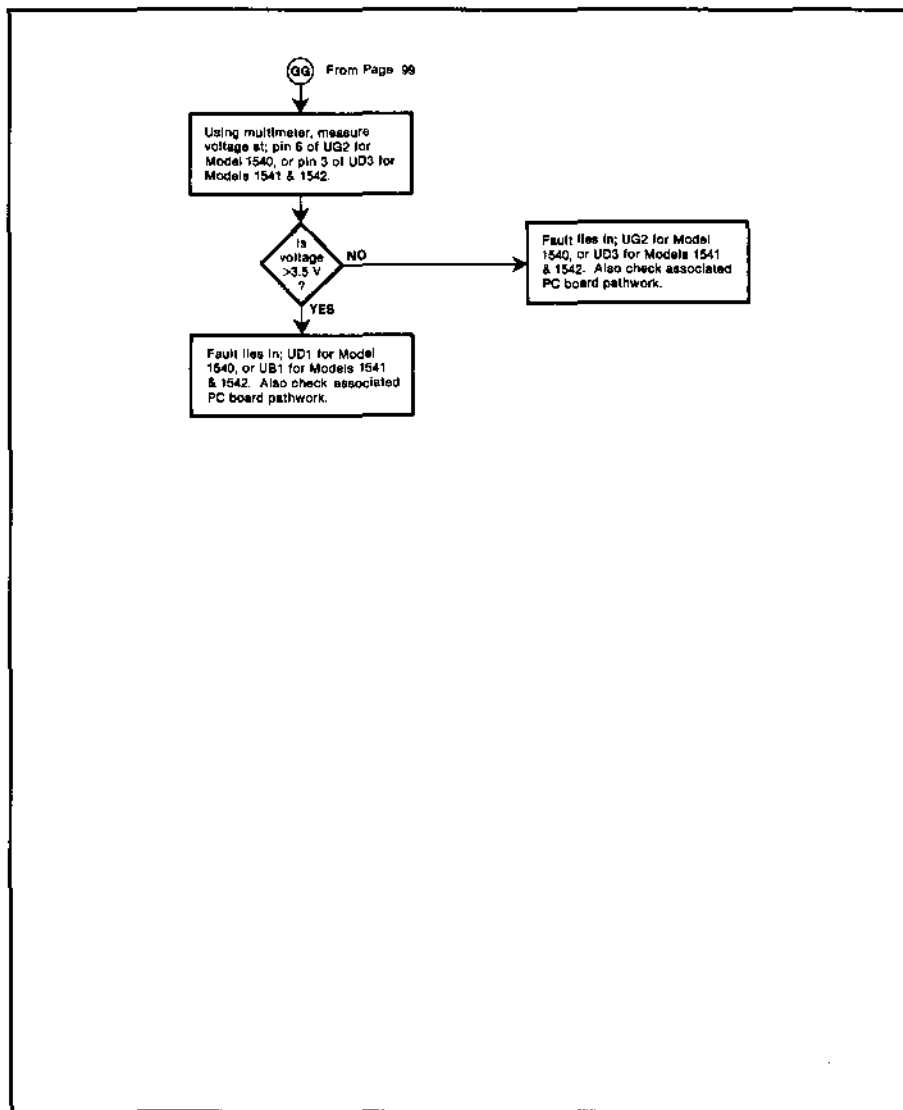 GG From Page 99
Using multimeter, measure
voltage at; pin 6 of UG2 for
Model 1540, or pin 3 of UD3 for
Models 1541 & 1542.
Is
voltage
>3.5 V
?
NO
Fault lies in; UG2 for Model
1540, or UD3 for Models 1541
& 1542. Also check associated
PC board pathwork.
YES
Fault lies in; UD1 for Model
1540, or UB1 for Models 1541
& 1542. Also check associated
PC board pathwork.